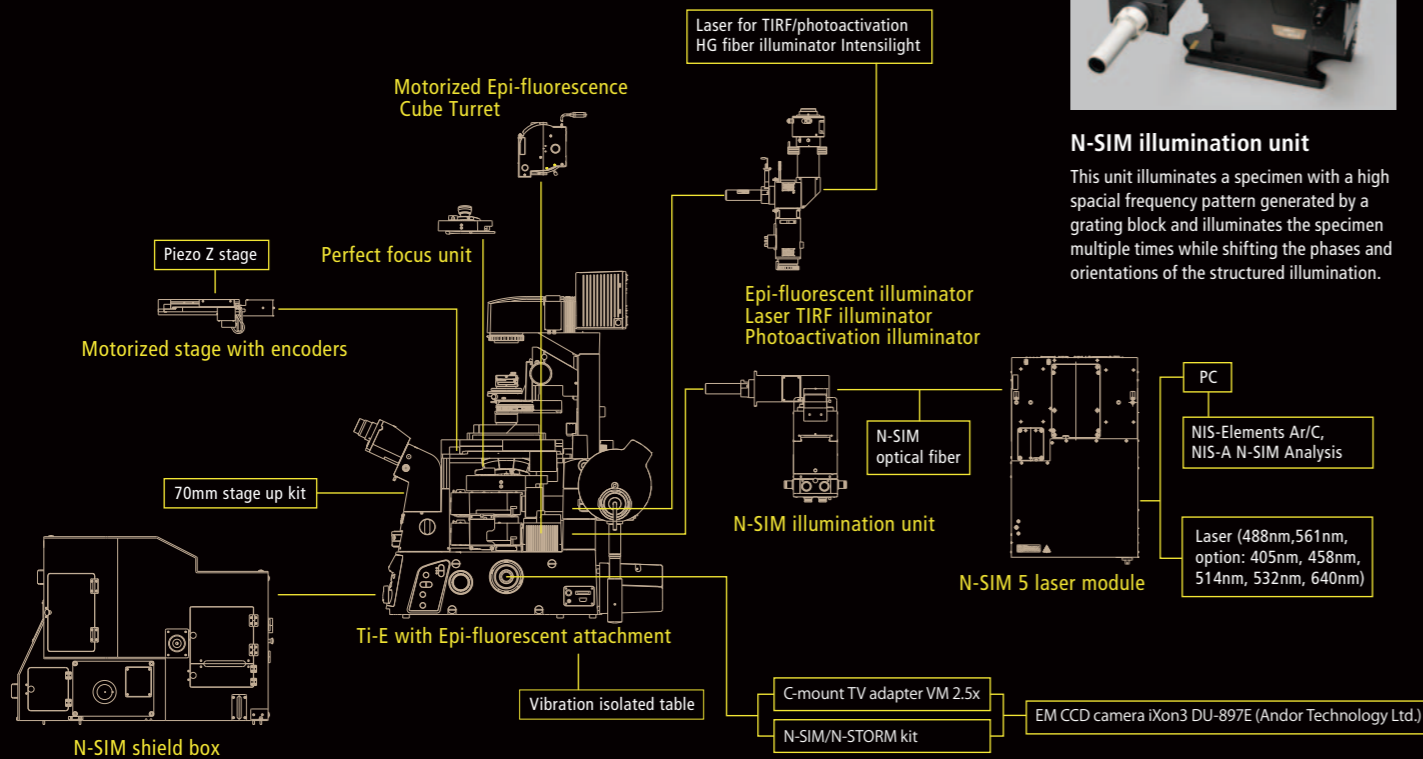 Laser for TIRF/photoactivation
HG fiber illuminator Intensilight
Motorized Epi-fluorescence
Cube Turret
N-SIM illumination unit
This unit illuminates a specimen with a high
spacial frequency pattern generated by a
grating block and illuminates the specimen
multiple times while shifting the phases and
orientations of the structured illumination.
Piezo Z stage
Perfect focus unit
Motorized stage with encoders
Epi-fluorescent illuminator
Laser TIRF illuminator
Photoactivation illuminator
PC
NIS-Elements Ar/C,
NIS-A N-SIM Analysis
N-SIM
optical fiber
70mm stage up kit
N-SIM illumination unit
Laser (488nm,561nm,
option: 405nm, 458nm,
514nm, 532nm, 640nm)
N-SIM 5 laser module
Ti-E with Epi-fluorescent attachment
Vibration isolated table
C-mount TV adapter VM 2.5x
EM CCD camera iXon3 DU-897E (Andor Technology Ltd.)
N-SIM/N-STORM kit
N-SIM shield box